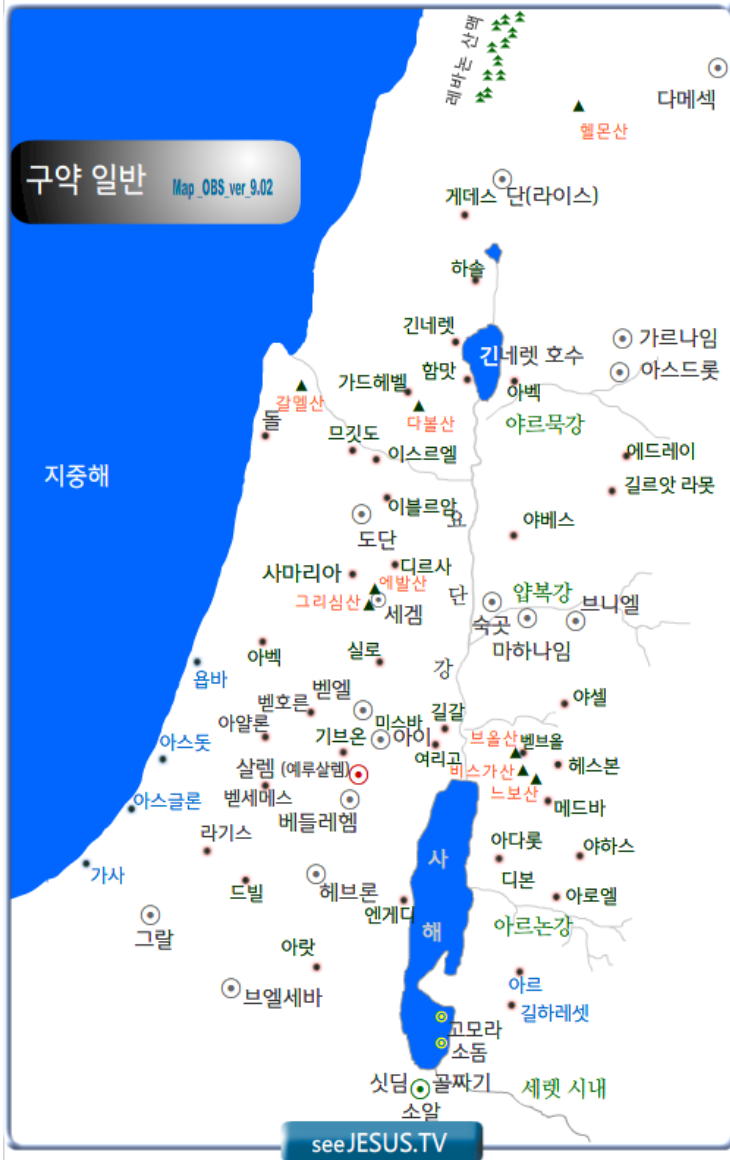 레바논 산맥
다메섹
헬몬산
구약 일반 Map_OBS_ver_9.02
게데스 단(라이스)
하솔
긴네렛
긴네렛 호수
가르나임
아스드롯
함맛
아벡
가드헤벨
갈멜산
다볼산
돌
야르묵강
므깃도
이스르엘
에드레이
지중해
길르앗 라못
이블르암
야베스
도단
요
단
강
사마리아
디르사
에발산
그리심산
세겜
얍복강
브니엘
숙곳
마하나임
아벡
실로
욥바
벧엘
벧호른
미스바
길갈
야셀
아얄론
기브온
아이
브올산
벧브올
아스돗
여리고
살렘 (예루살렘)
비스가산
헤스본
느보산
벧세메스
아스글론
메드바
베들레헴
라기스
아다롯
야하스
사
해
가사
드빌
헤브론
디본
아로엘
엔게디
그랄
아르논강
아랏
아르
브엘세바
길하레셋
고모라
소돔
싯딤 골짜기
세렛 시내
소알
seeJESUS.TV